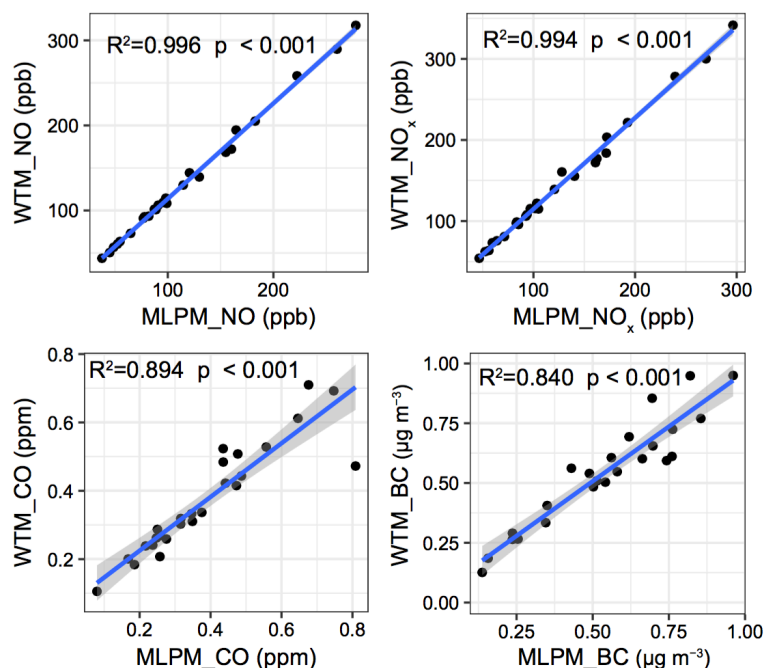 R²=0.996 p < 0.001
300
200
100
WTM_NO (ppb)
100
200
MLPM_NO (ppb)
R²=0.994 p < 0.001
300
200
100
WTM_NOₓ (ppb)
100
200
300
MLPM_NOₓ (ppb)
R²=0.894 p < 0.001
0.8
0.6
0.4
0.2
WTM_CO (ppm)
0.2
0.4
0.6
0.8
MLPM_CO (ppm)
R²=0.840 p < 0.001
1.00
0.75
0.50
0.25
0.00
WTM_BC (µg m⁻³)
0.25
0.50
0.75
1.00
MLPM_BC (µg m⁻³)